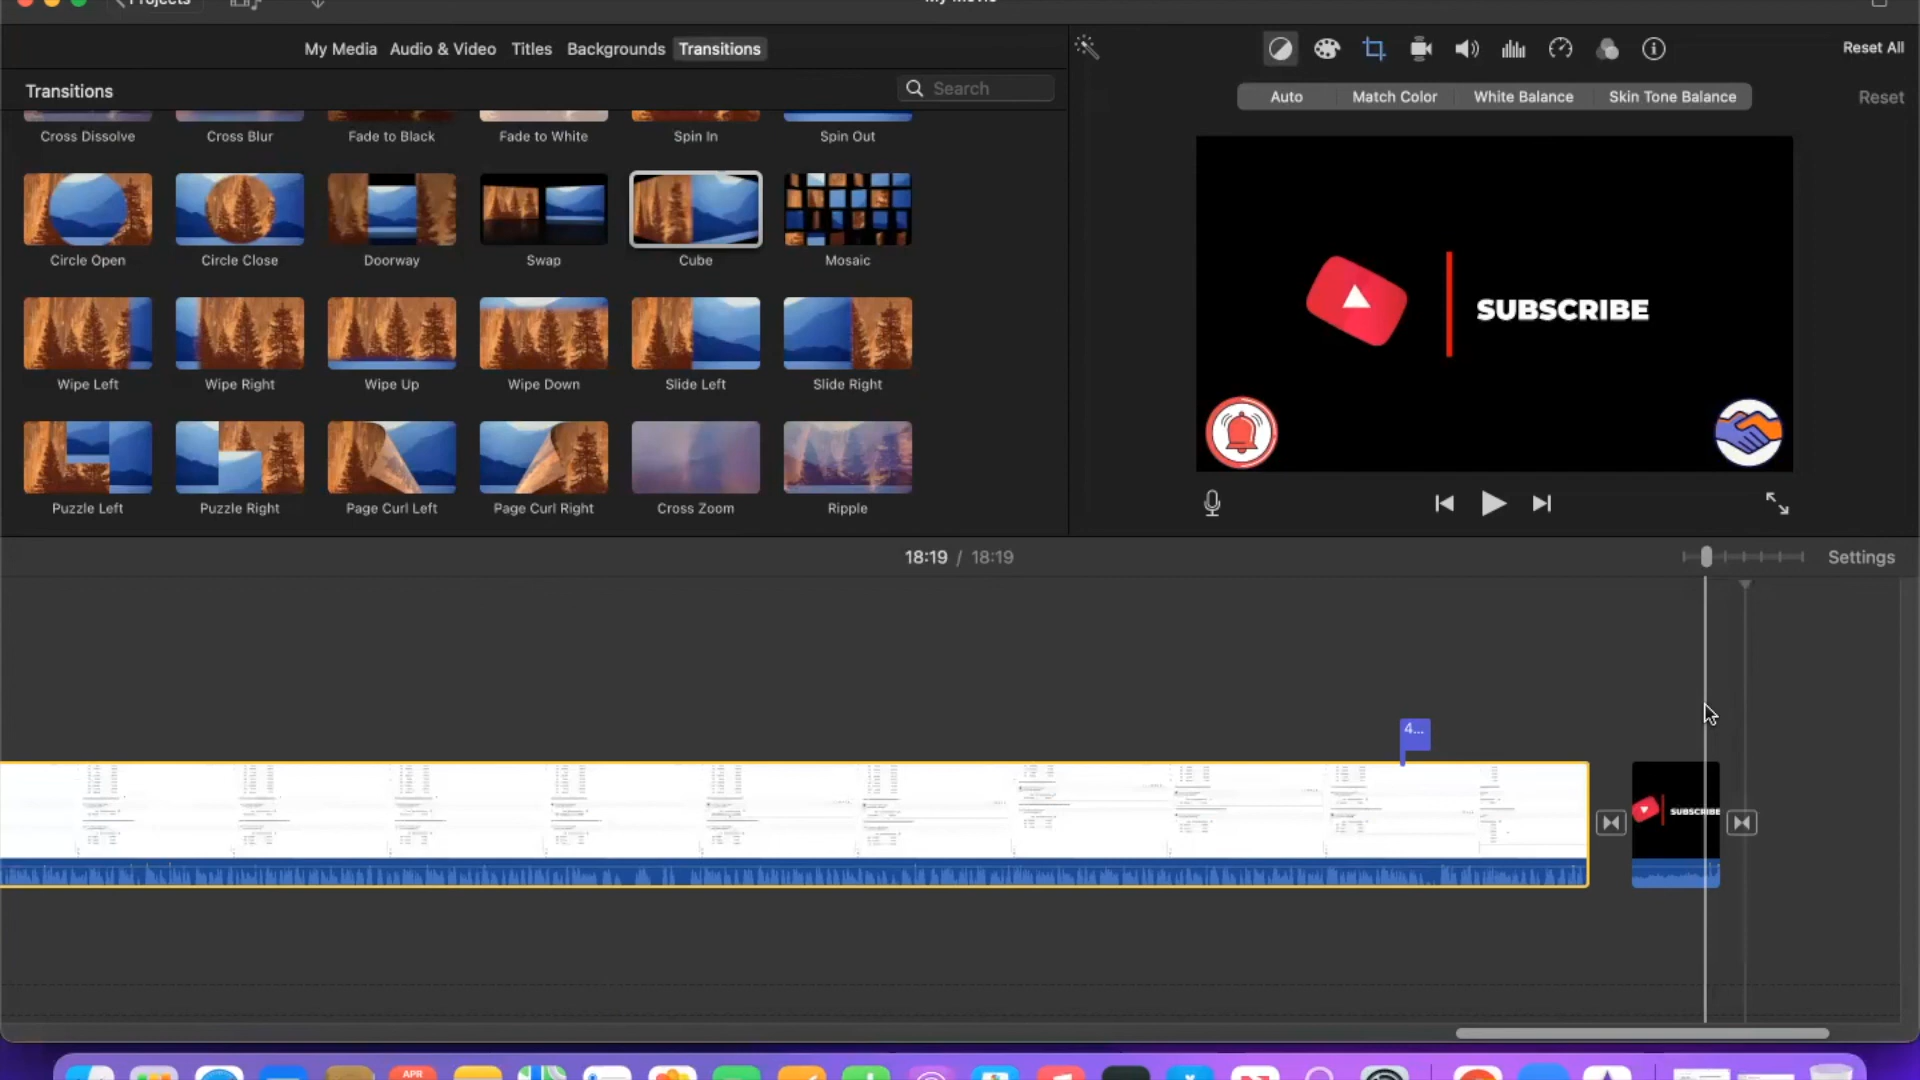 Projects
My Movie
My Media Audio & Video Titles Backgrounds Transitions
Reset All
Transitions
Search
Auto Match Color White Balance Skin Tone Balance
Reset
Cross Dissolve Cross Blur Fade to Black Fade to White Spin In Spin Out
Circle Open Circle Close Doorway Swap Cube Mosaic
SUBSCRIBE
Wipe Left Wipe Right Wipe Up Wipe Down Slide Left Slide Right
Puzzle Left Puzzle Right Page Curl Left Page Curl Right Cross Zoom Ripple
18:19 / 18:19
Settings
4...
SUBSCRIBE
APR